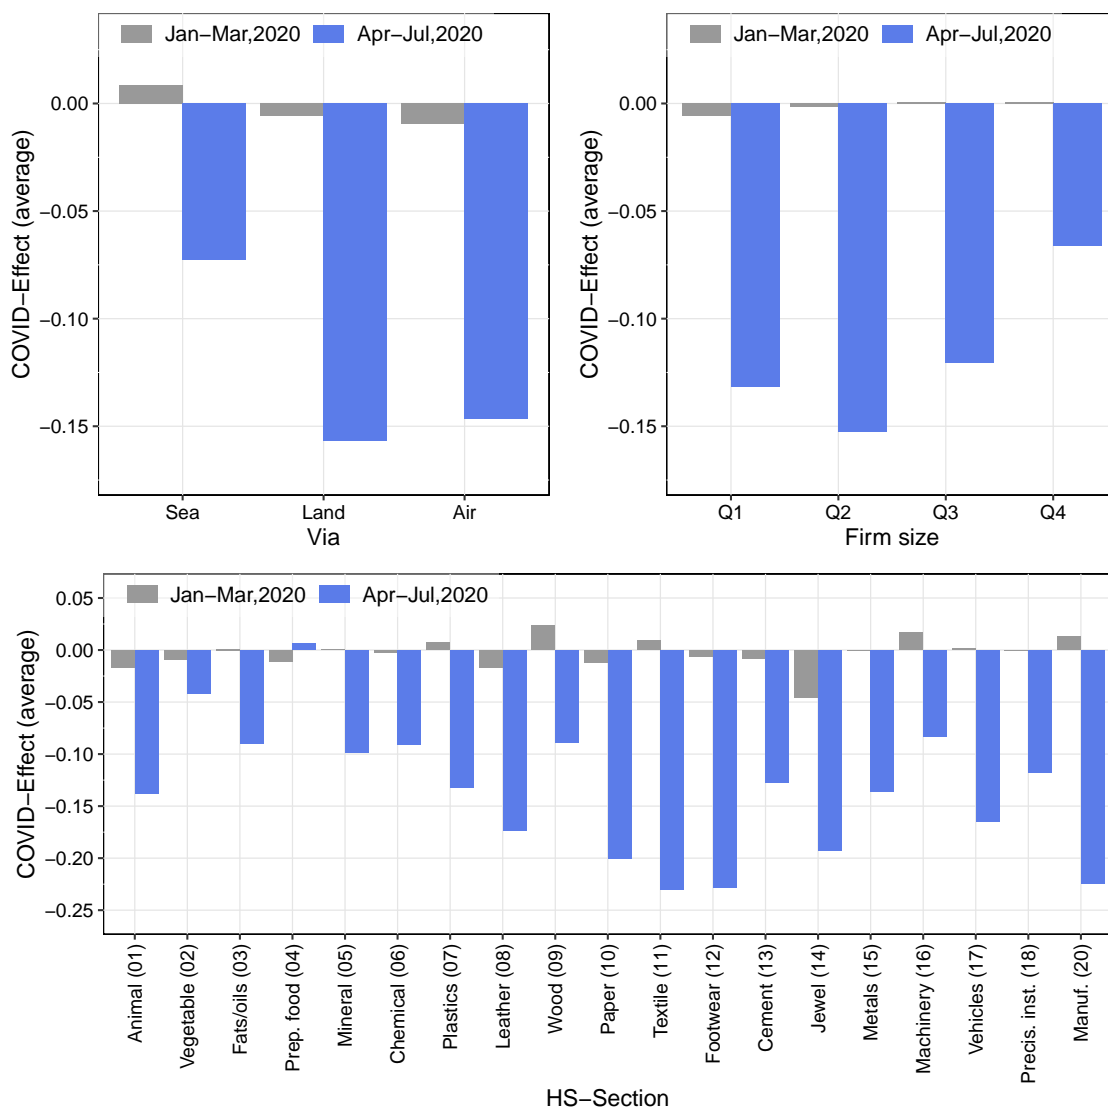 Jan−Mar,2020 Apr−Jul,2020
0.00
−0.05
−0.10
−0.15
COVID−Effect (average)
Sea Land Air
Via
Jan−Mar,2020 Apr−Jul,2020
0.00
−0.05
−0.10
−0.15
COVID−Effect (average)
Q1 Q2 Q3 Q4
Firm size
Jan−Mar,2020 Apr−Jul,2020
0.05
0.00
−0.05
−0.10
−0.15
−0.20
−0.25
COVID−Effect (average)
Animal (01)
Vegetable (02)
Fats/oils (03)
Prep. food (04)
Mineral (05)
Chemical (06)
Plastics (07)
Leather (08)
Wood (09)
Paper (10)
Textile (11)
Footwear (12)
Cement (13)
Jewel (14)
Metals (15)
Machinery (16)
Vehicles (17)
Precis. inst. (18)
Manuf. (20)
HS−Section